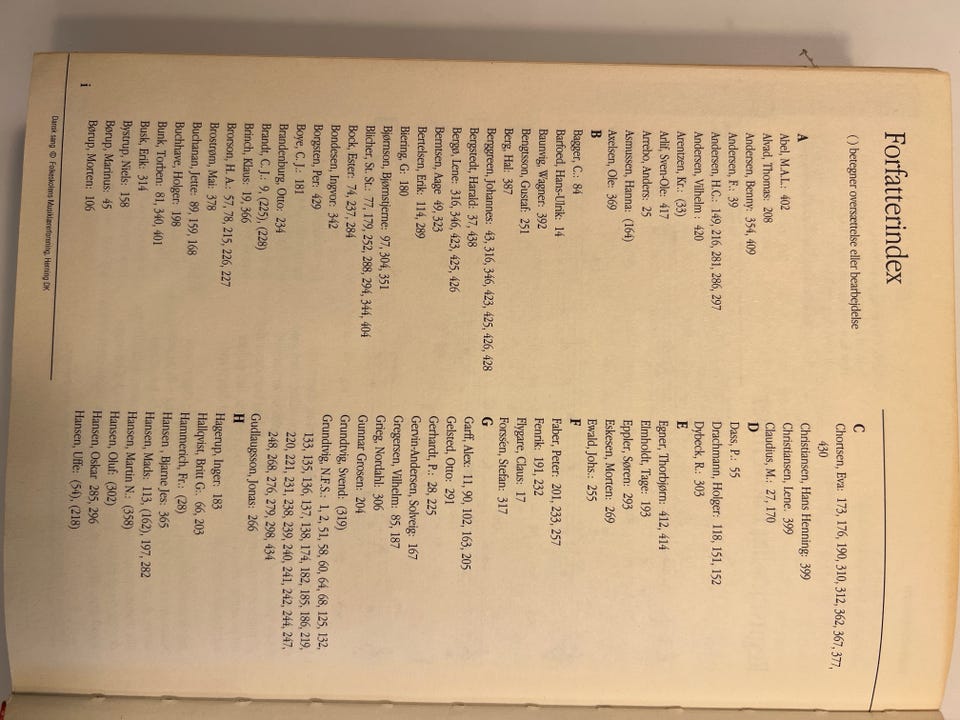 Forfatterindex
( ) betegner oversættelse eller bearbejdelse
A
Abel, M.AL.: 402
Alvad, Thomas: 208
Andersen, Benny: 354, 409
Andersen, F.: 39
Andersen, H.C.: 149, 216, 281, 286, 297
Andersen, Vilhelm : 420
Arentzen, Kr.: (33)
Arlif, Sven-Ole: 417
Arrebo, Anders: 25
Asmussen, Hanna: (164)
Axelsen, Ole: 369
B
Bagger, C.: 84
Barfoed, Hans-Ulrik: 14
Baunvig, Wagner: 392
Bengtsson, Gustaf: 251
Berg, Hal: 387
Berggreen, Johannes: 43, 316, 346, 423, 425, 426, 428
Bergstedt, Harald: 37, 438
Bergø, Irene: 316, 346, 423, 425, 426
Berntsen, Aage: 49, 323
Bertelsen, Erik: 114, 289
Biering, G: 180
Bjørnson, Bjørnstjerne: 97, 304, 351
Blicher, St. St.: 77, 179, 252, 288, 294, 344, 404
Bock, Ester: 74, 237, 284
Bondesen, Ingvor: 342
Borgsten, Per: 429
Boye, C.J.: 181
Brandenburg, Otto: 234
Brandt, C.J.: 9, (225), (228)
Brinch, Klaus: 19, 366
Brorson, H. A.: 57, 78, 215, 226, 227
Brostrøm, Mai: 378
Buchanan, Jette: 89, 159, 168
Buchhave, Holger: 198
Bunk, Torben: 81, 340, 401
Busk, Erik: 314
Bystrup, Niels: 158
Børup, Marinus: 45
Børup, Morten: 106
C
Chortsen, Eva: 173, 176, 190, 310, 312, 362, 367, 377,
430
Christiansen, Hans Henning: 399
Christiansen, Lene: 399
Claudius, M.: 27, 170
D
Dass, P.: 55
Drachmann, Holger: 118, 151, 152
Dybeck, R.: 303
E
Egner, Thorbjørn: 412, 414
Elmholdt, Tage: 193
Eppler, Søren: 293
Eskesen, Morten: 269
Ewald, Johs.: 255
F
Faber, Peter: 201, 233, 257
Fenrik: 191, 232
Flygare, Claus: 17
Forssén, Stefan: 317
G
Garff, Alex: 11, 90, 102, 163, 205
Gelsted, Otto: 291
Gerhardt, P.: 28, 225
Gervin-Andersen, Solveig: 167
Gregersen, Vilhelm: 85, 187
Grieg, Nordahl: 306
Gunnar Grosen: 204
Grundtvig, Svend: (319)
Grundtvig, N.F.S.: 1, 2, 51, 58, 60, 64, 68, 125, 132,
133, 135, 136, 137, 138, 174, 182, 185, 186, 219,
220, 221, 231, 238, 239, 240, 241, 242, 244, 247,
248, 268, 276, 279, 298, 434
Gudlaugsson, Jonas: 266
H
Hagerup, Inger: 183
Hallqvist, Britt G.: 66, 203
Hammerich, Fr.: (28)
Hansen , Bjarne Jes: 365
Hansen, Mads: 113, (162), 197, 282
Hansen, Martin N.: (358)
Hansen, Oluf: (302)
Hansen, Oskar 285, 296
Hansen, Uffe: (54), (218)
i
Dansk sang © Folkeskolens Musiklærerforening, Herning DK